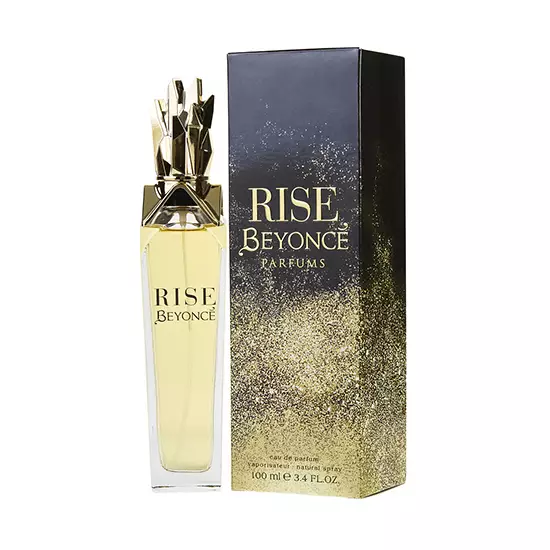 RISE
BEYONCÉ
RISE
BEYONCÉ
PARFUMS
eau de parfum
vaporisateur - natural spray
100 ml ℮ 3.4 FL.OZ.